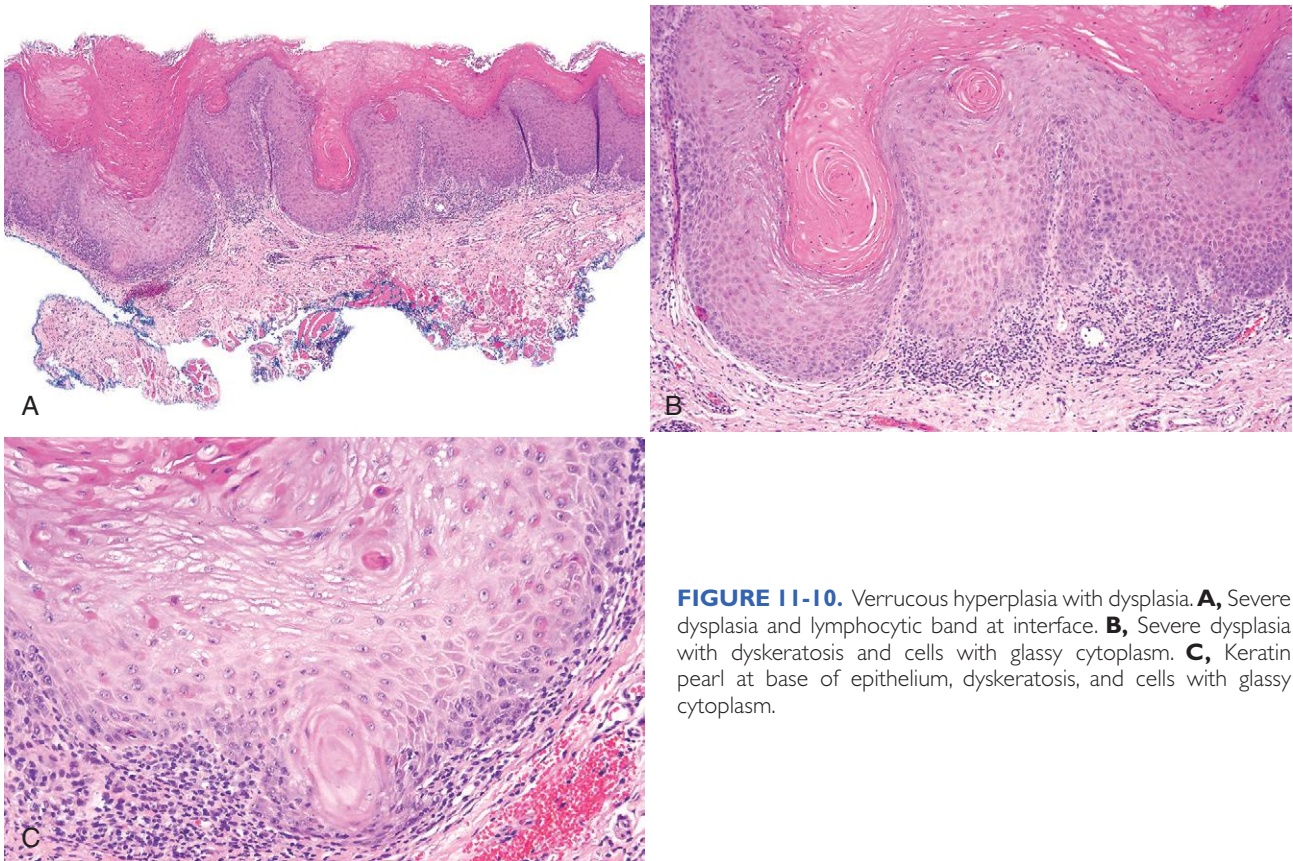 A
B
C
FIGURE 11-10. Verrucous hyperplasia with dysplasia. A, Severe
dysplasia and lymphocytic band at interface. B, Severe dysplasia
with dyskeratosis and cells with glassy cytoplasm. C, Keratin
pearl at base of epithelium, dyskeratosis, and cells with glassy
cytoplasm.